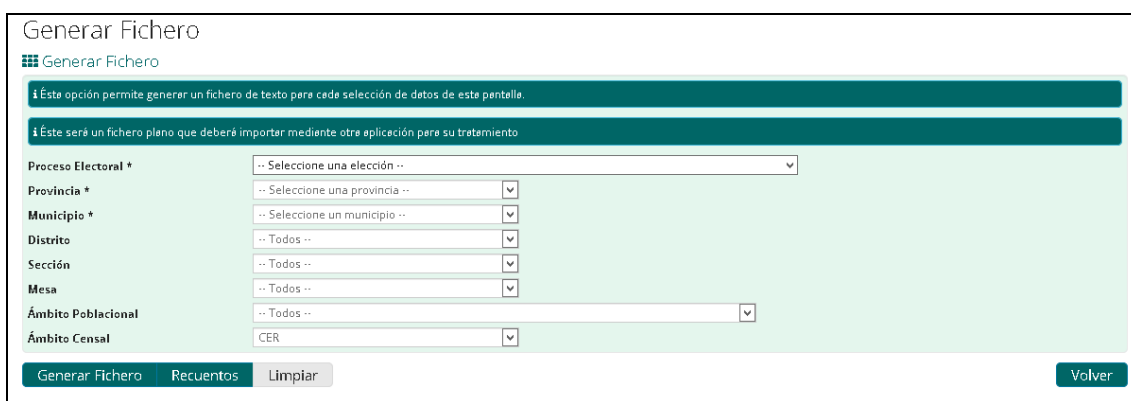 Generar Fichero
Generar Fichero
i Ésta opción permite generar un fichero de texto para cada selección de datos de esta pantalla.
i Éste será un fichero plano que deberá importar mediante otra aplicación para su tratamiento
Proceso Electoral * -- Seleccione una elección --
Provincia * -- Seleccione una provincia --
Municipio * -- Seleccione un municipio --
Distrito -- Todos --
Sección -- Todos --
Mesa -- Todos --
Ámbito Poblacional -- Todos --
Ámbito Censal CER
Generar Fichero Recuentos Limpiar Volver